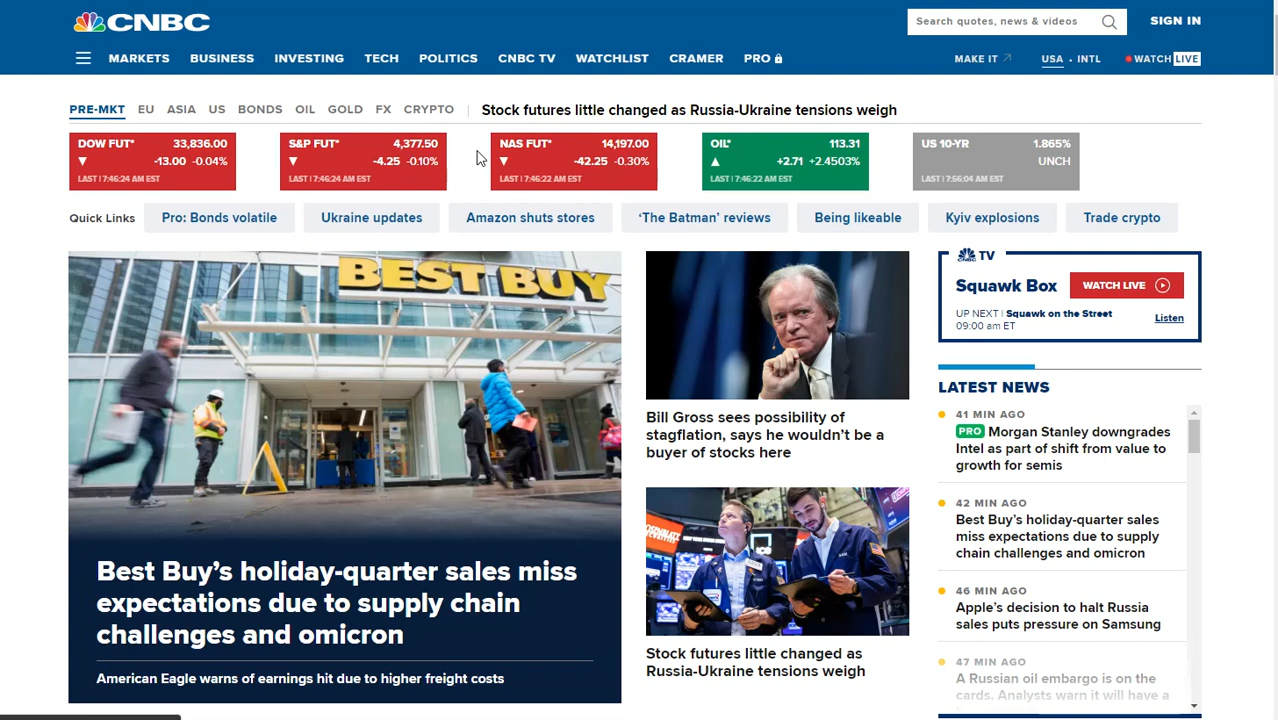 CNBC
Search quotes, news & videos
SIGN IN
MARKETS BUSINESS INVESTING TECH POLITICS CNBC TV WATCHLIST CRAMER PRO
MAKE IT USA • INTL WATCH LIVE
PRE-MKT EU ASIA US BONDS OIL GOLD FX CRYPTO
Stock futures little changed as Russia-Ukraine tensions weigh
DOW FUT* 33,836.00
-13.00 -0.04%
LAST | 7:46:24 AM EST
S&P FUT* 4,377.50
-4.25 -0.10%
LAST | 7:46:24 AM EST
NAS FUT* 14,197.00
-42.25 -0.30%
LAST | 7:46:22 AM EST
OIL* 113.31
+2.71 +2.4503%
LAST | 7:46:22 AM EST
US 10-YR 1.865%
UNCH
LAST | 7:56:04 AM EST
Quick Links
Pro: Bonds volatile
Ukraine updates
Amazon shuts stores
‘The Batman’ reviews
Being likeable
Kyiv explosions
Trade crypto
BEST BUY
Best Buy’s holiday-quarter sales miss
expectations due to supply chain
challenges and omicron
American Eagle warns of earnings hit due to higher freight costs
Bill Gross sees possibility of
stagflation, says he wouldn’t be a
buyer of stocks here
Stock futures little changed as
Russia-Ukraine tensions weigh
CNBC TV
Squawk Box
WATCH LIVE
UP NEXT | Squawk on the Street
09:00 am ET
Listen
LATEST NEWS
41 MIN AGO
PRO Morgan Stanley downgrades
Intel as part of shift from value to
growth for semis
42 MIN AGO
Best Buy’s holiday-quarter sales
miss expectations due to supply
chain challenges and omicron
46 MIN AGO
Apple’s decision to halt Russia
sales puts pressure on Samsung
47 MIN AGO
A Russian oil embargo is on the
cards. Analysts warn it will have a